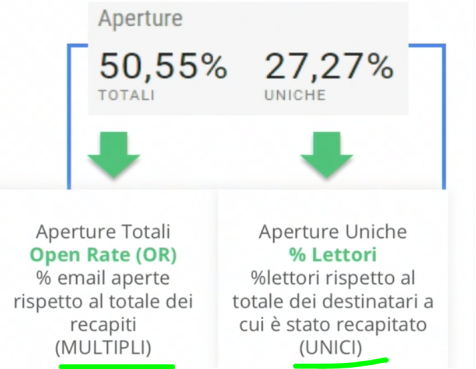 Aperture
50,55% 27,27%
TOTALI UNICHE
Aperture Totali
Open Rate (OR)
% email aperte
rispetto al totale dei
recapiti
(MULTIPLI)
Aperture Uniche
% Lettori
%lettori rispetto al
totale dei destinatari a
cui è stato recapitato
(UNICI)